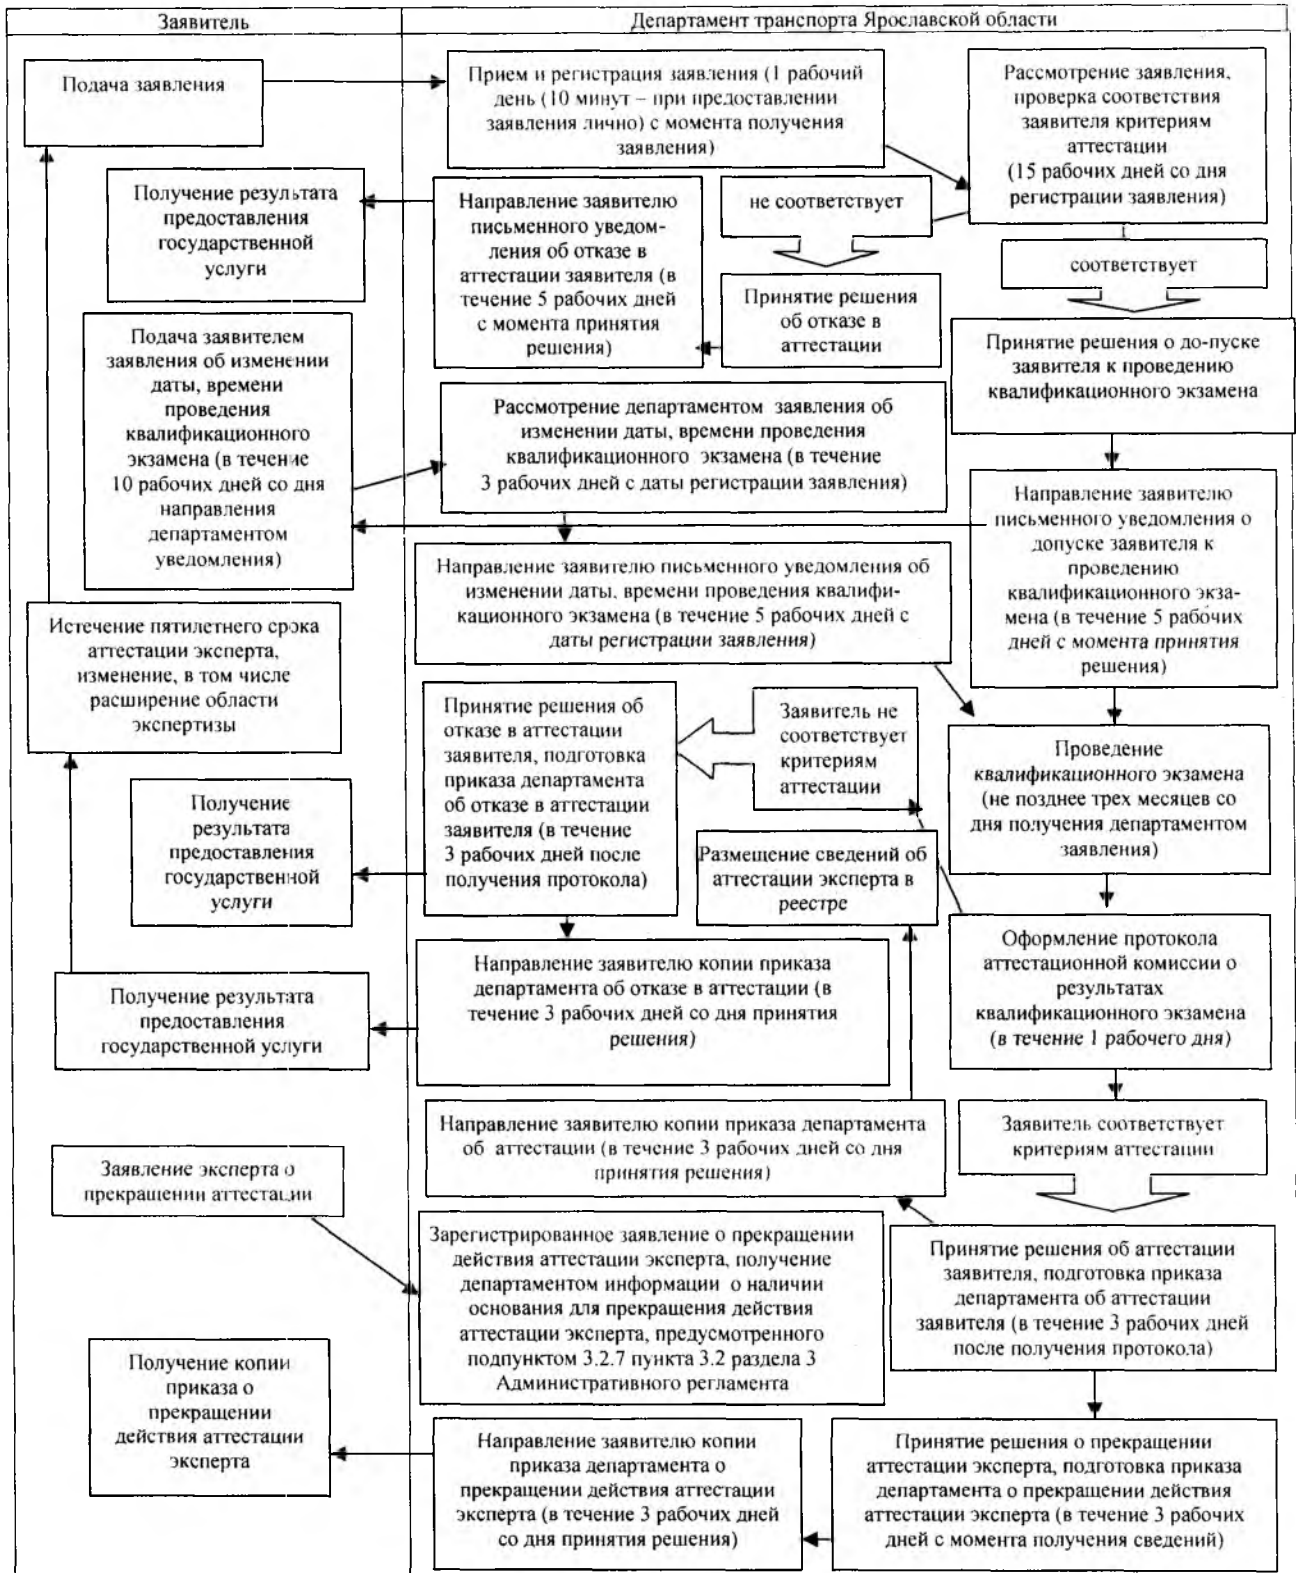 Заявитель
Департамент транспорта Ярославской области
Подача заявления
Прием и регистрация заявления (1 рабочий
день (10 минут – при предоставлении
заявления лично) с момента получения
заявления)
Рассмотрение заявления,
проверка соответствия
заявителя критериям
аттестации
(15 рабочих дней со дня
регистрации заявления)
Получение результата
предоставления
государственной
услуги
Направление заявителю
письменного уведом-
ления об отказе в
аттестации заявителя (в
течение 5 рабочих дней
с момента принятия
решения)
не соответствует
соответствует
Принятие решения
об отказе в
аттестации
Принятие решения о до-пуске
заявителя к проведению
квалификационного экзамена
Подача заявителем
заявления об изменении
даты, времени
проведения
квалификационного
экзамена (в течение
10 рабочих дней со дня
направления
департаментом
уведомления)
Рассмотрение департаментом заявления об
изменении даты, времени проведения
квалификационного экзамена (в течение
3 рабочих дней с даты регистрации заявления)
Направление заявителю
письменного уведомления о
допуске заявителя к
проведению
квалификационного экза-
мена (в течение 5 рабочих
дней с момента принятия
решения)
Направление заявителю письменного уведомления об
изменении даты, времени проведения квалифи-
кационного экзамена (в течение 5 рабочих дней с
даты регистрации заявления)
Истечение пятилетнего срока
аттестации эксперта,
изменение, в том числе
расширение области
экспертизы
Принятие решения об
отказе в аттестации
заявителя, подготовка
приказа департамента
об отказе в аттестации
заявителя (в течение
3 рабочих дней после
получения протокола)
Заявитель не
соответствует
критериям
аттестации
Проведение
квалификационного экзамена
(не позднее трех месяцев со
дня получения департаментом
заявления)
Получение
результата
предоставления
государственной
услуги
Размещение сведений об
аттестации эксперта в
реестре
Оформление протокола
аттестационной комиссии о
результатах
квалификационного экзамена
(в течение 1 рабочего дня)
Направление заявителю копии приказа
департамента об отказе в аттестации (в
течение 3 рабочих дней со дня принятия
решения)
Получение результата
предоставления
государственной услуги
Направление заявителю копии приказа департамента
об аттестации (в течение 3 рабочих дней со дня
принятия решения)
Заявитель соответствует
критериям аттестации
Заявление эксперта о
прекращении аттестации
Зарегистрированное заявление о прекращении
действия аттестации эксперта, получение
департаментом информации о наличии
основания для прекращения действия
аттестации эксперта, предусмотренного
подпунктом 3.2.7 пункта 3.2 раздела 3
Административного регламента
Принятие решения об аттестации
заявителя, подготовка приказа
департамента об аттестации
заявителя (в течение 3 рабочих дней
после получения протокола)
Получение копии
приказа о
прекращении
действия аттестации
эксперта
Направление заявителю копии
приказа департамента о
прекращении действия аттестации
эксперта (в течение 3 рабочих дней
со дня принятия решения)
Принятие решения о прекращении
аттестации эксперта, подготовка приказа
департамента о прекращении действия
аттестации эксперта (в течение 3 рабочих
дней с момента получения сведений)